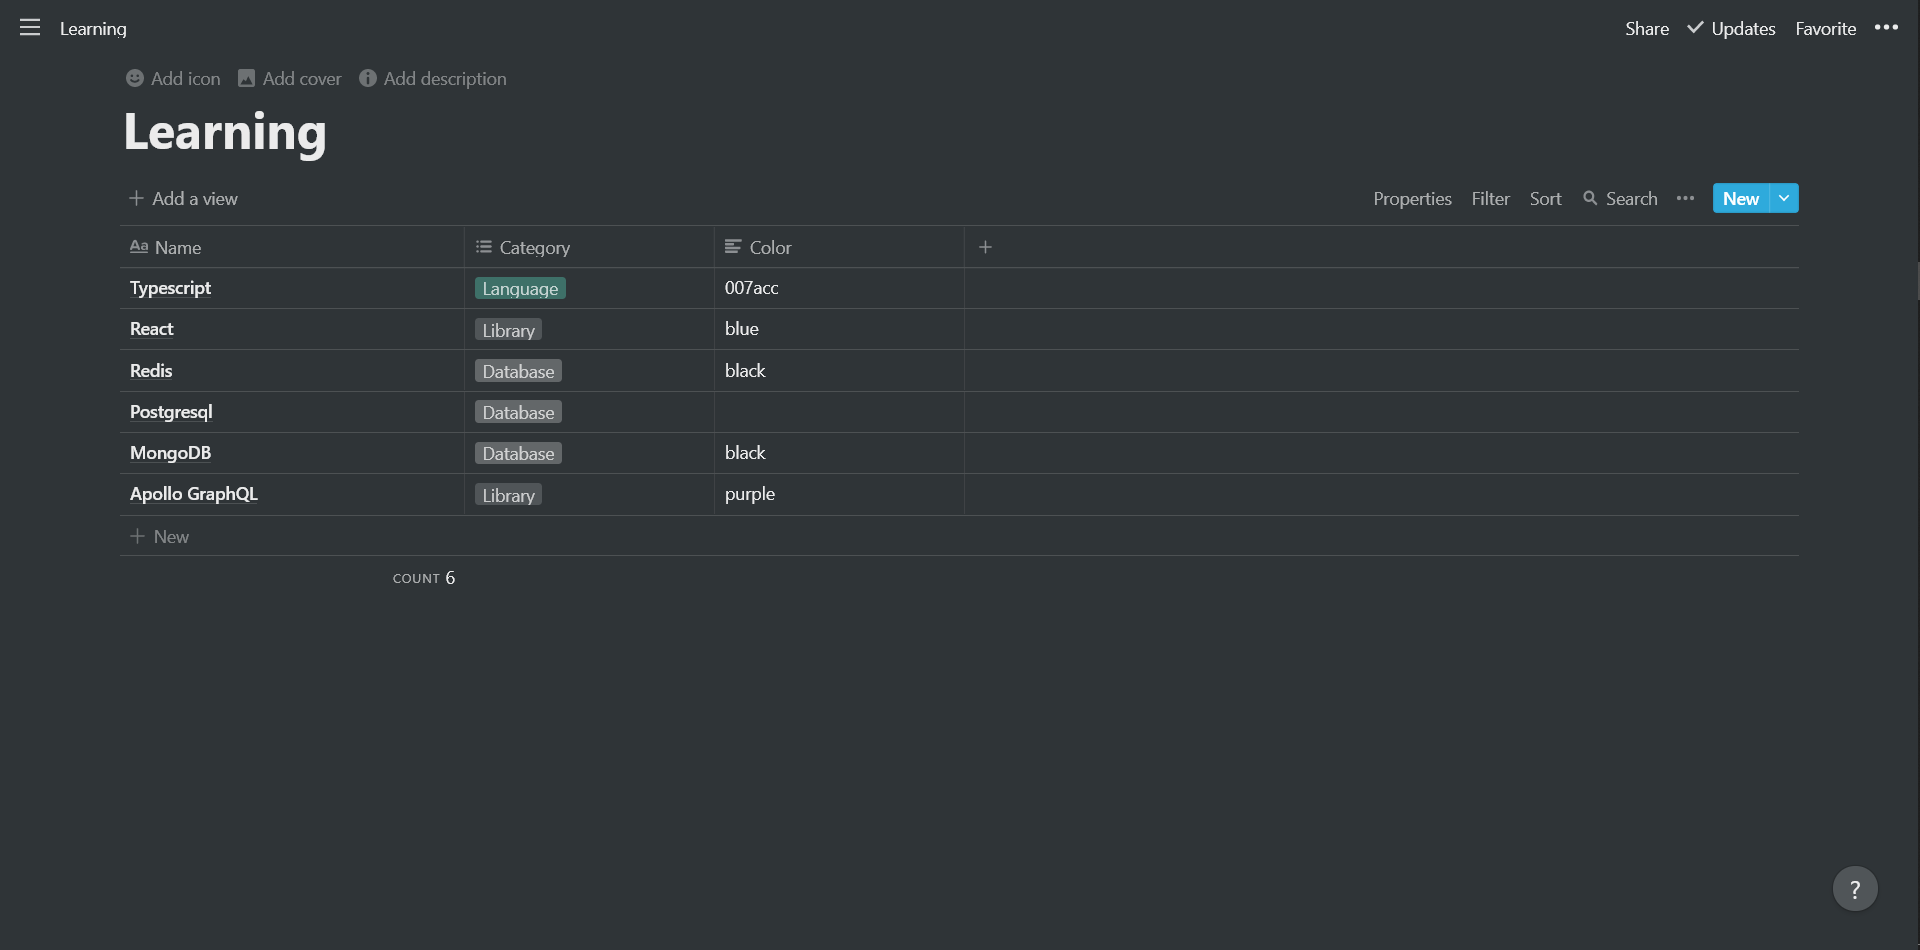 Learning Share Updates Favorite
Add icon Add cover Add description
Learning
Add a view Properties Filter Sort Search New
Aa Name Category Color
Typescript Language 007acc
React Library blue
Redis Database black
Postgresql Database
MongoDB Database black
Apollo GraphQL Library purple
New
COUNT 6
?